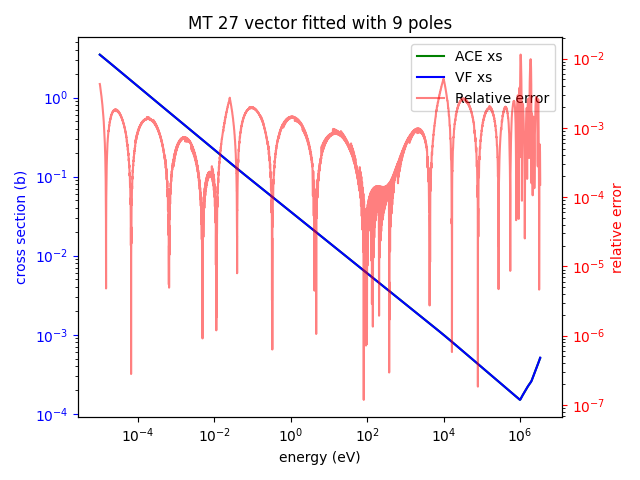 MT 27 vector fitted with 9 poles
ACE xs
VF xs
Relative error
cross section (b)
10^0
10^-1
10^-2
10^-3
10^-4
10^-2
10^-3
10^-4
10^-5
10^-6
10^-7
relative error
10^-4
10^-2
10^0
10^2
10^4
10^6
energy (eV)